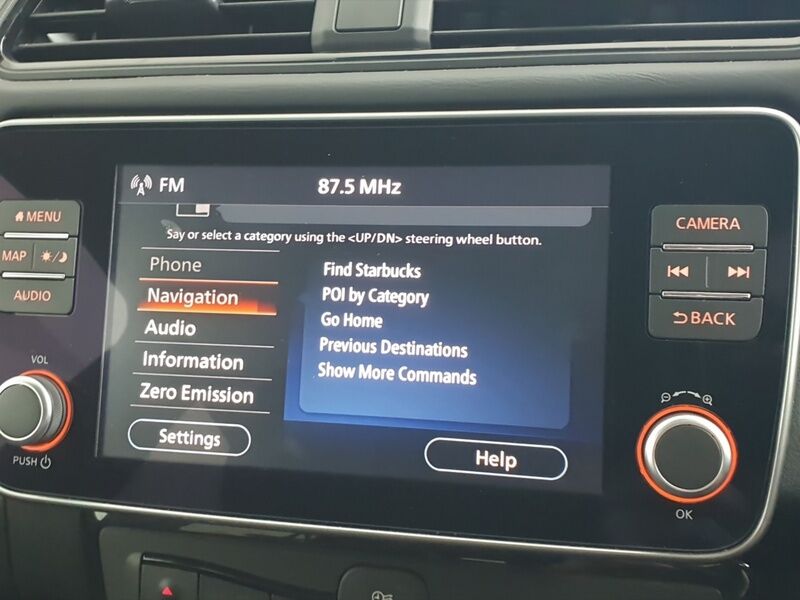 FM
87.5 MHz
Say or select a category using the <UP/DN> steering wheel button.
Phone
Navigation
Audio
Information
Zero Emission
Settings
Find Starbucks
POI by Category
Go Home
Previous Destinations
Show More Commands
Help
MENU
MAP
AUDIO
VOL
PUSH
CAMERA
BACK
OK